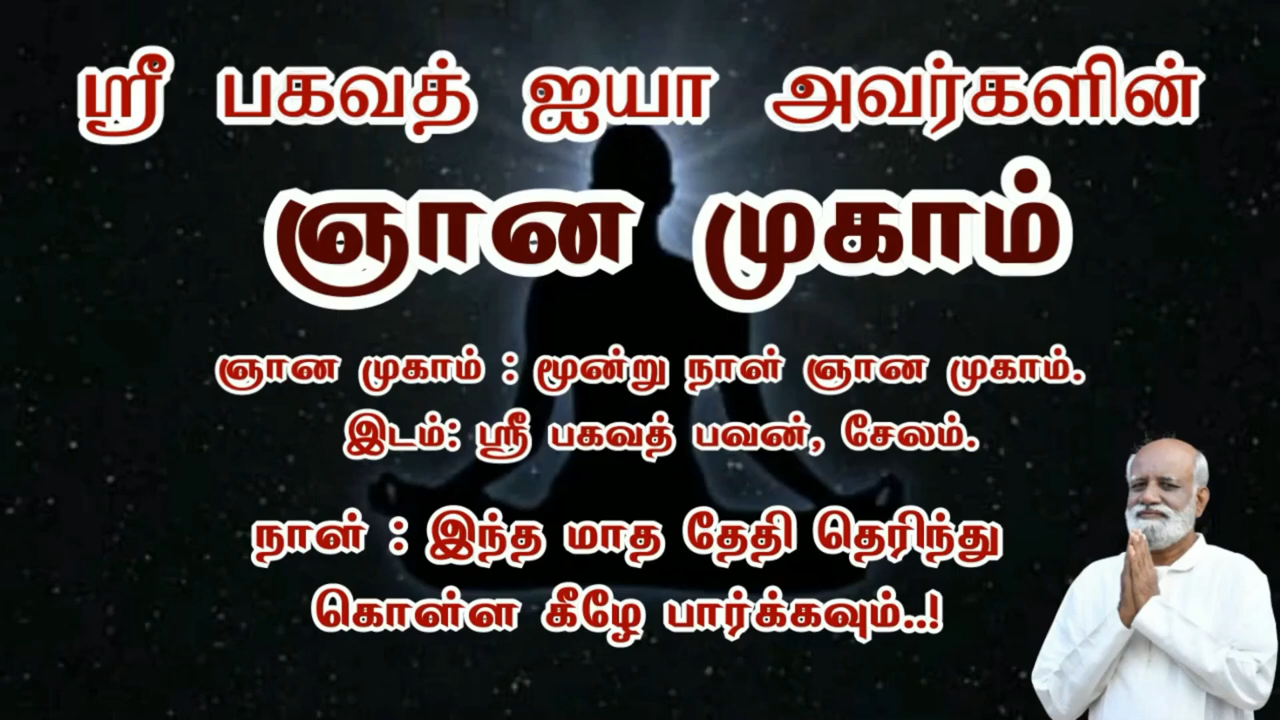 ஸ்ரீ பகவத் ஐயா அவர்களின்
ஞான முகாம்
ஞான முகாம் : மூன்று நாள் ஞான முகாம்.
இடம்: ஸ்ரீ பகவத் பவன், சேலம்.
நாள் : இந்த மாத தேதி தெரிந்து
கொள்ள கீழே பார்க்கவும்..!